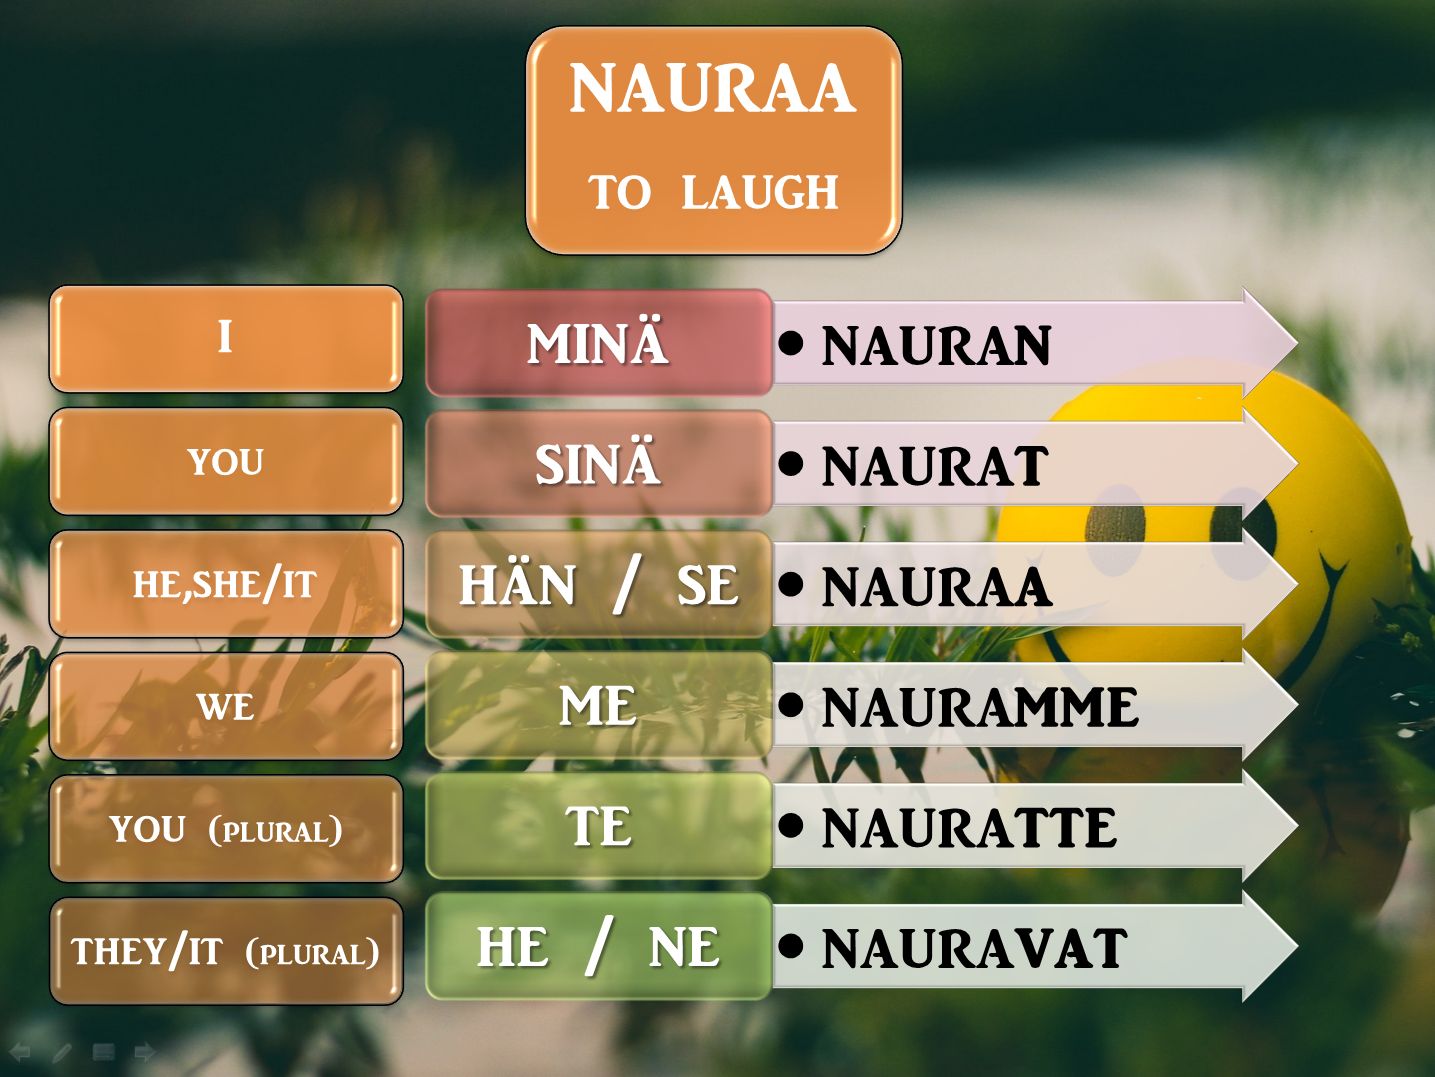 NAURAA
TO LAUGH
I MINÄ • NAURAN
YOU SINÄ • NAURAT
HE,SHE/IT HÄN / SE • NAURAA
WE ME • NAURAMME
YOU (PLURAL) TE • NAURATTE
THEY/IT (PLURAL) HE / NE • NAURAVAT